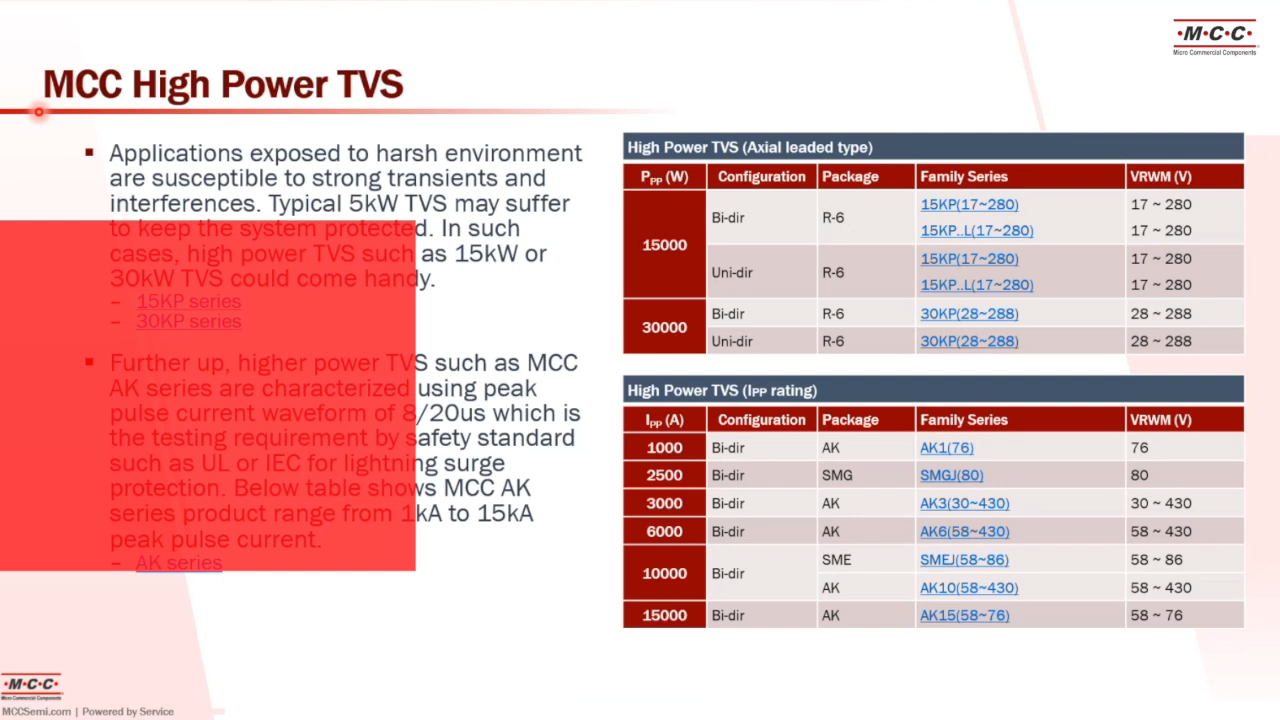 ·M·C·C·
Micro Commercial Components
MCC High Power TVS
▪ Applications exposed to harsh environment
are susceptible to strong transients and
interferences. Typical 5kW TVS may suffer
to keep the system protected. In such
cases, high power TVS such as 15kW or
30kW TVS could come handy.
– 15KP series
– 30KP series
▪ Further up, higher power TVS such as MCC
AK series are characterized using peak
pulse current waveform of 8/20us which is
the testing requirement by safety standard
such as UL or IEC for lightning surge
protection. Below table shows MCC AK
series product range from 1kA to 15kA
peak pulse current.
– AK series
High Power TVS (Axial leaded type)
PPP (W) Configuration Package Family Series VRWM (V)
15000 Bi-dir R-6 15KP(17~280) 17 ~ 280
15KP..L(17~280) 17 ~ 280
Uni-dir R-6 15KP(17~280) 17 ~ 280
15KP..L(17~280) 17 ~ 280
30000 Bi-dir R-6 30KP(28~288) 28 ~ 288
Uni-dir R-6 30KP(28~288) 28 ~ 288
High Power TVS (IPP rating)
IPP (A) Configuration Package Family Series VRWM (V)
1000 Bi-dir AK AK1(76) 76
2500 Bi-dir SMG SMGJ(80) 80
3000 Bi-dir AK AK3(30~430) 30 ~ 430
6000 Bi-dir AK AK6(58~430) 58 ~ 430
10000 Bi-dir SME SMEJ(58~86) 58 ~ 86
AK AK10(58~430) 58 ~ 430
15000 Bi-dir AK AK15(58~76) 58 ~ 76
·M·C·C·
Micro Commercial Components
MCCSemi.com | Powered by Service